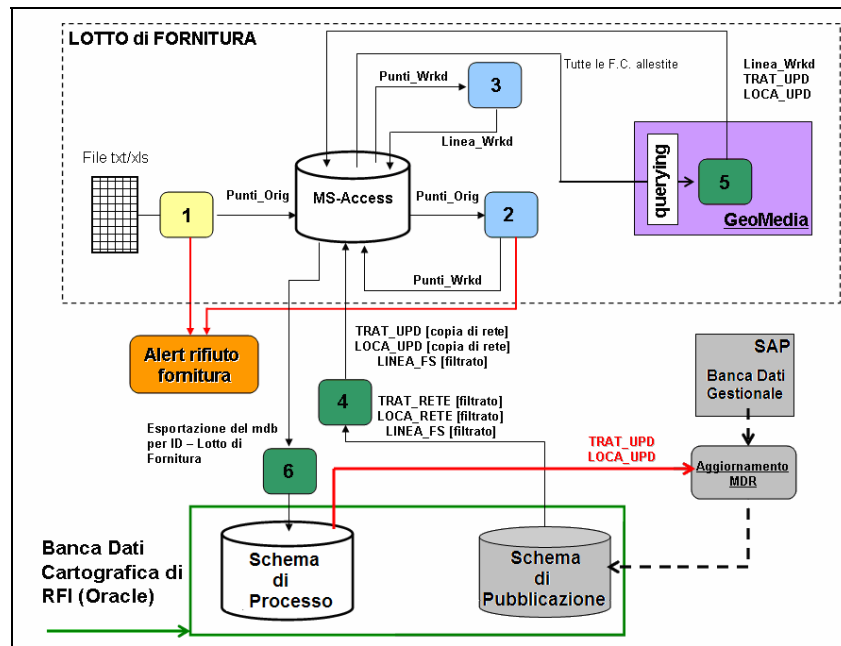 LOTTO di FORNITURA
Tutte le F.C. allestite
Linea_Wrkd
TRAT_UPD
LOCA_UPD
Punti_Wrkd
3
Linea_Wrkd
File txt/xls
Punti_Orig
1
MS-Access
Punti_Orig
2
querying
5
GeoMedia
Punti_Wrkd
Alert rifiuto
fornitura
TRAT_UPD [copia di rete]
LOCA_UPD [copia di rete]
LINEA_FS [filtrato]
SAP
Banca Dati
Gestionale
4
TRAT_RETE [filtrato]
LOCA_RETE [filtrato]
LINEA_FS [filtrato]
Esportazione del mdb
per ID – Lotto di
Fornitura
6
TRAT_UPD
LOCA_UPD
Aggiornamento
MDR
Banca Dati
Cartografica di
RFI (Oracle)
Schema
di
Processo
Schema
di
Pubblicazione